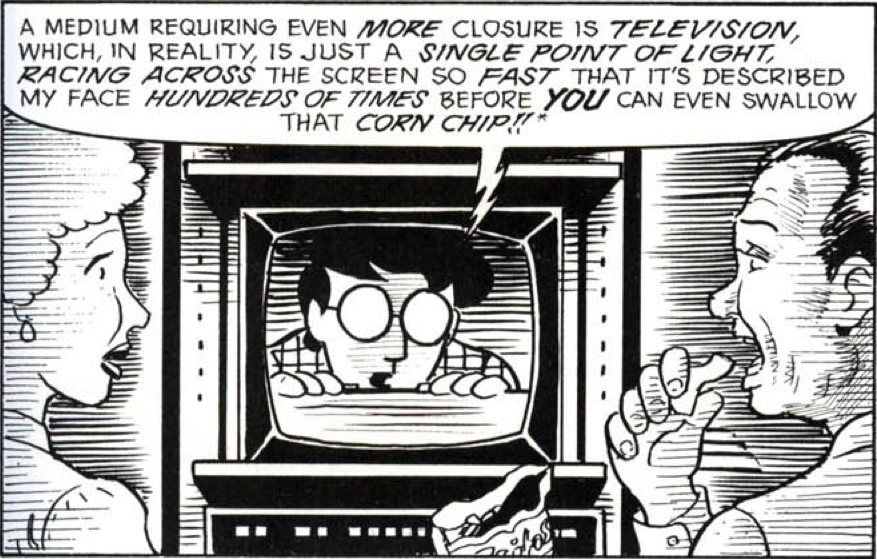 A MEDIUM REQUIRING EVEN MORE CLOSURE IS TELEVISION,
WHICH, IN REALITY, IS JUST A SINGLE POINT OF LIGHT,
RACING ACROSS THE SCREEN SO FAST THAT IT'S DESCRIBED
MY FACE HUNDREDS OF TIMES BEFORE YOU CAN EVEN SWALLOW
THAT CORN CHIP!!*